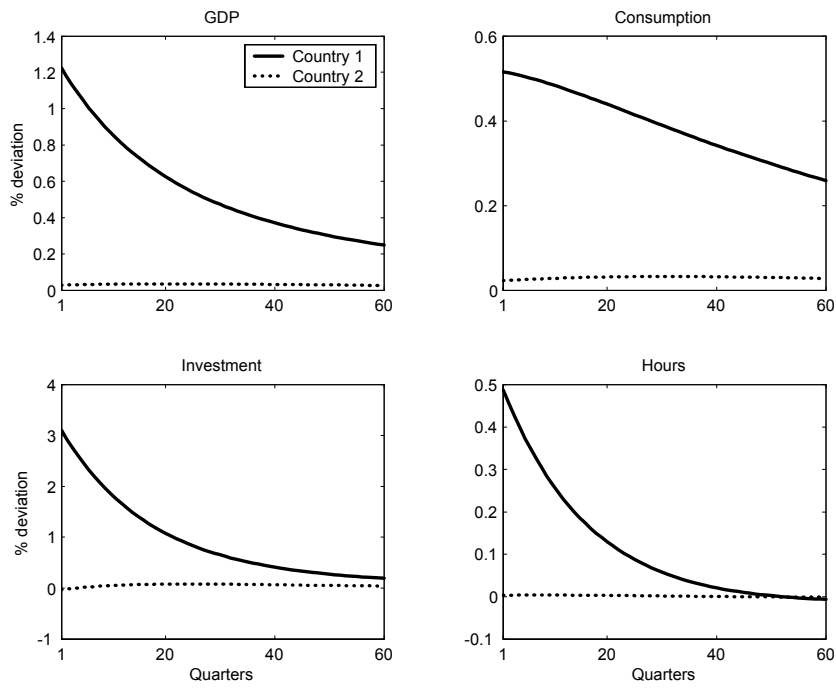 GDP
1.4
1.2
1
0.8
0.6
0.4
0.2
0
% deviation
Country 1
Country 2
1 20 40 60
Consumption
0.6
0.4
0.2
0
1 20 40 60
Investment
4
3
2
1
0
-1
% deviation
1 20 40 60
Quarters
Hours
0.5
0.4
0.3
0.2
0.1
0
-0.1
1 20 40 60
Quarters